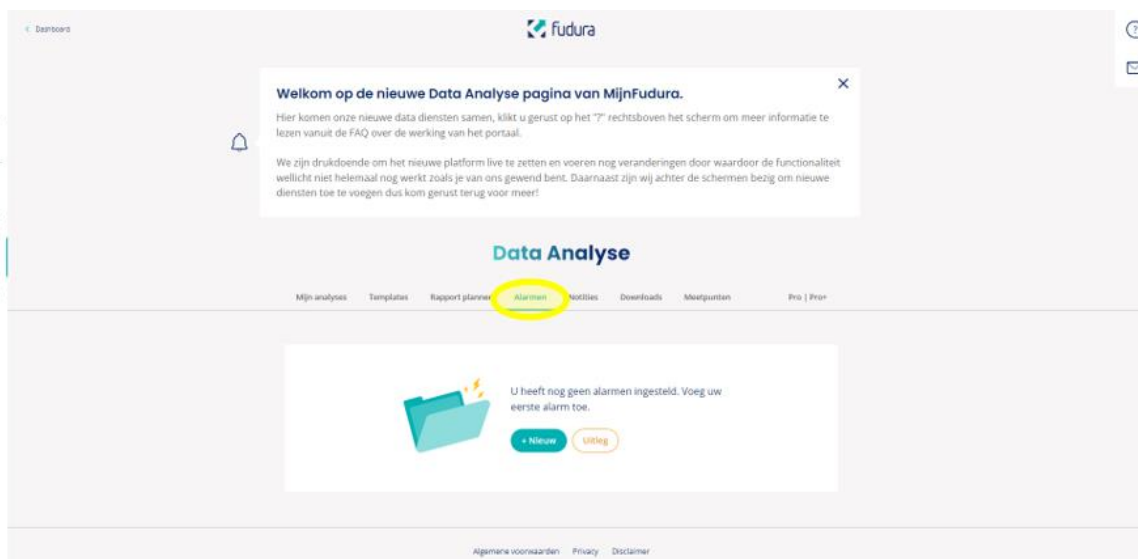 Dashboard
fudura
Welkom op de nieuwe Data Analyse pagina van MijnFudura.
Hier komen onze nieuwe data diensten samen, klikt u gerust op het "?" rechtsboven het scherm om meer informatie te
lezen vanuit de FAQ over de werking van het portaal.
We zijn drukdoende om het nieuwe platform live te zetten en voeren nog veranderingen door waardoor de functionaliteit
wellicht niet helemaal nog werkt zoals je van ons gewend bent. Daarnaast zijn wij achter de schermen bezig om nieuwe
diensten toe te voegen dus kom gerust terug voor meer!
Data Analyse
Mijn analyses Templates Rapport planner Alarmen Notities Downloads Meetpunten Pro | Pro+
U heeft nog geen alarmen ingesteld. Voeg uw
eerste alarm toe.
+ Nieuw Uitleg
Algemene voorwaarden Privacy Disclaimer